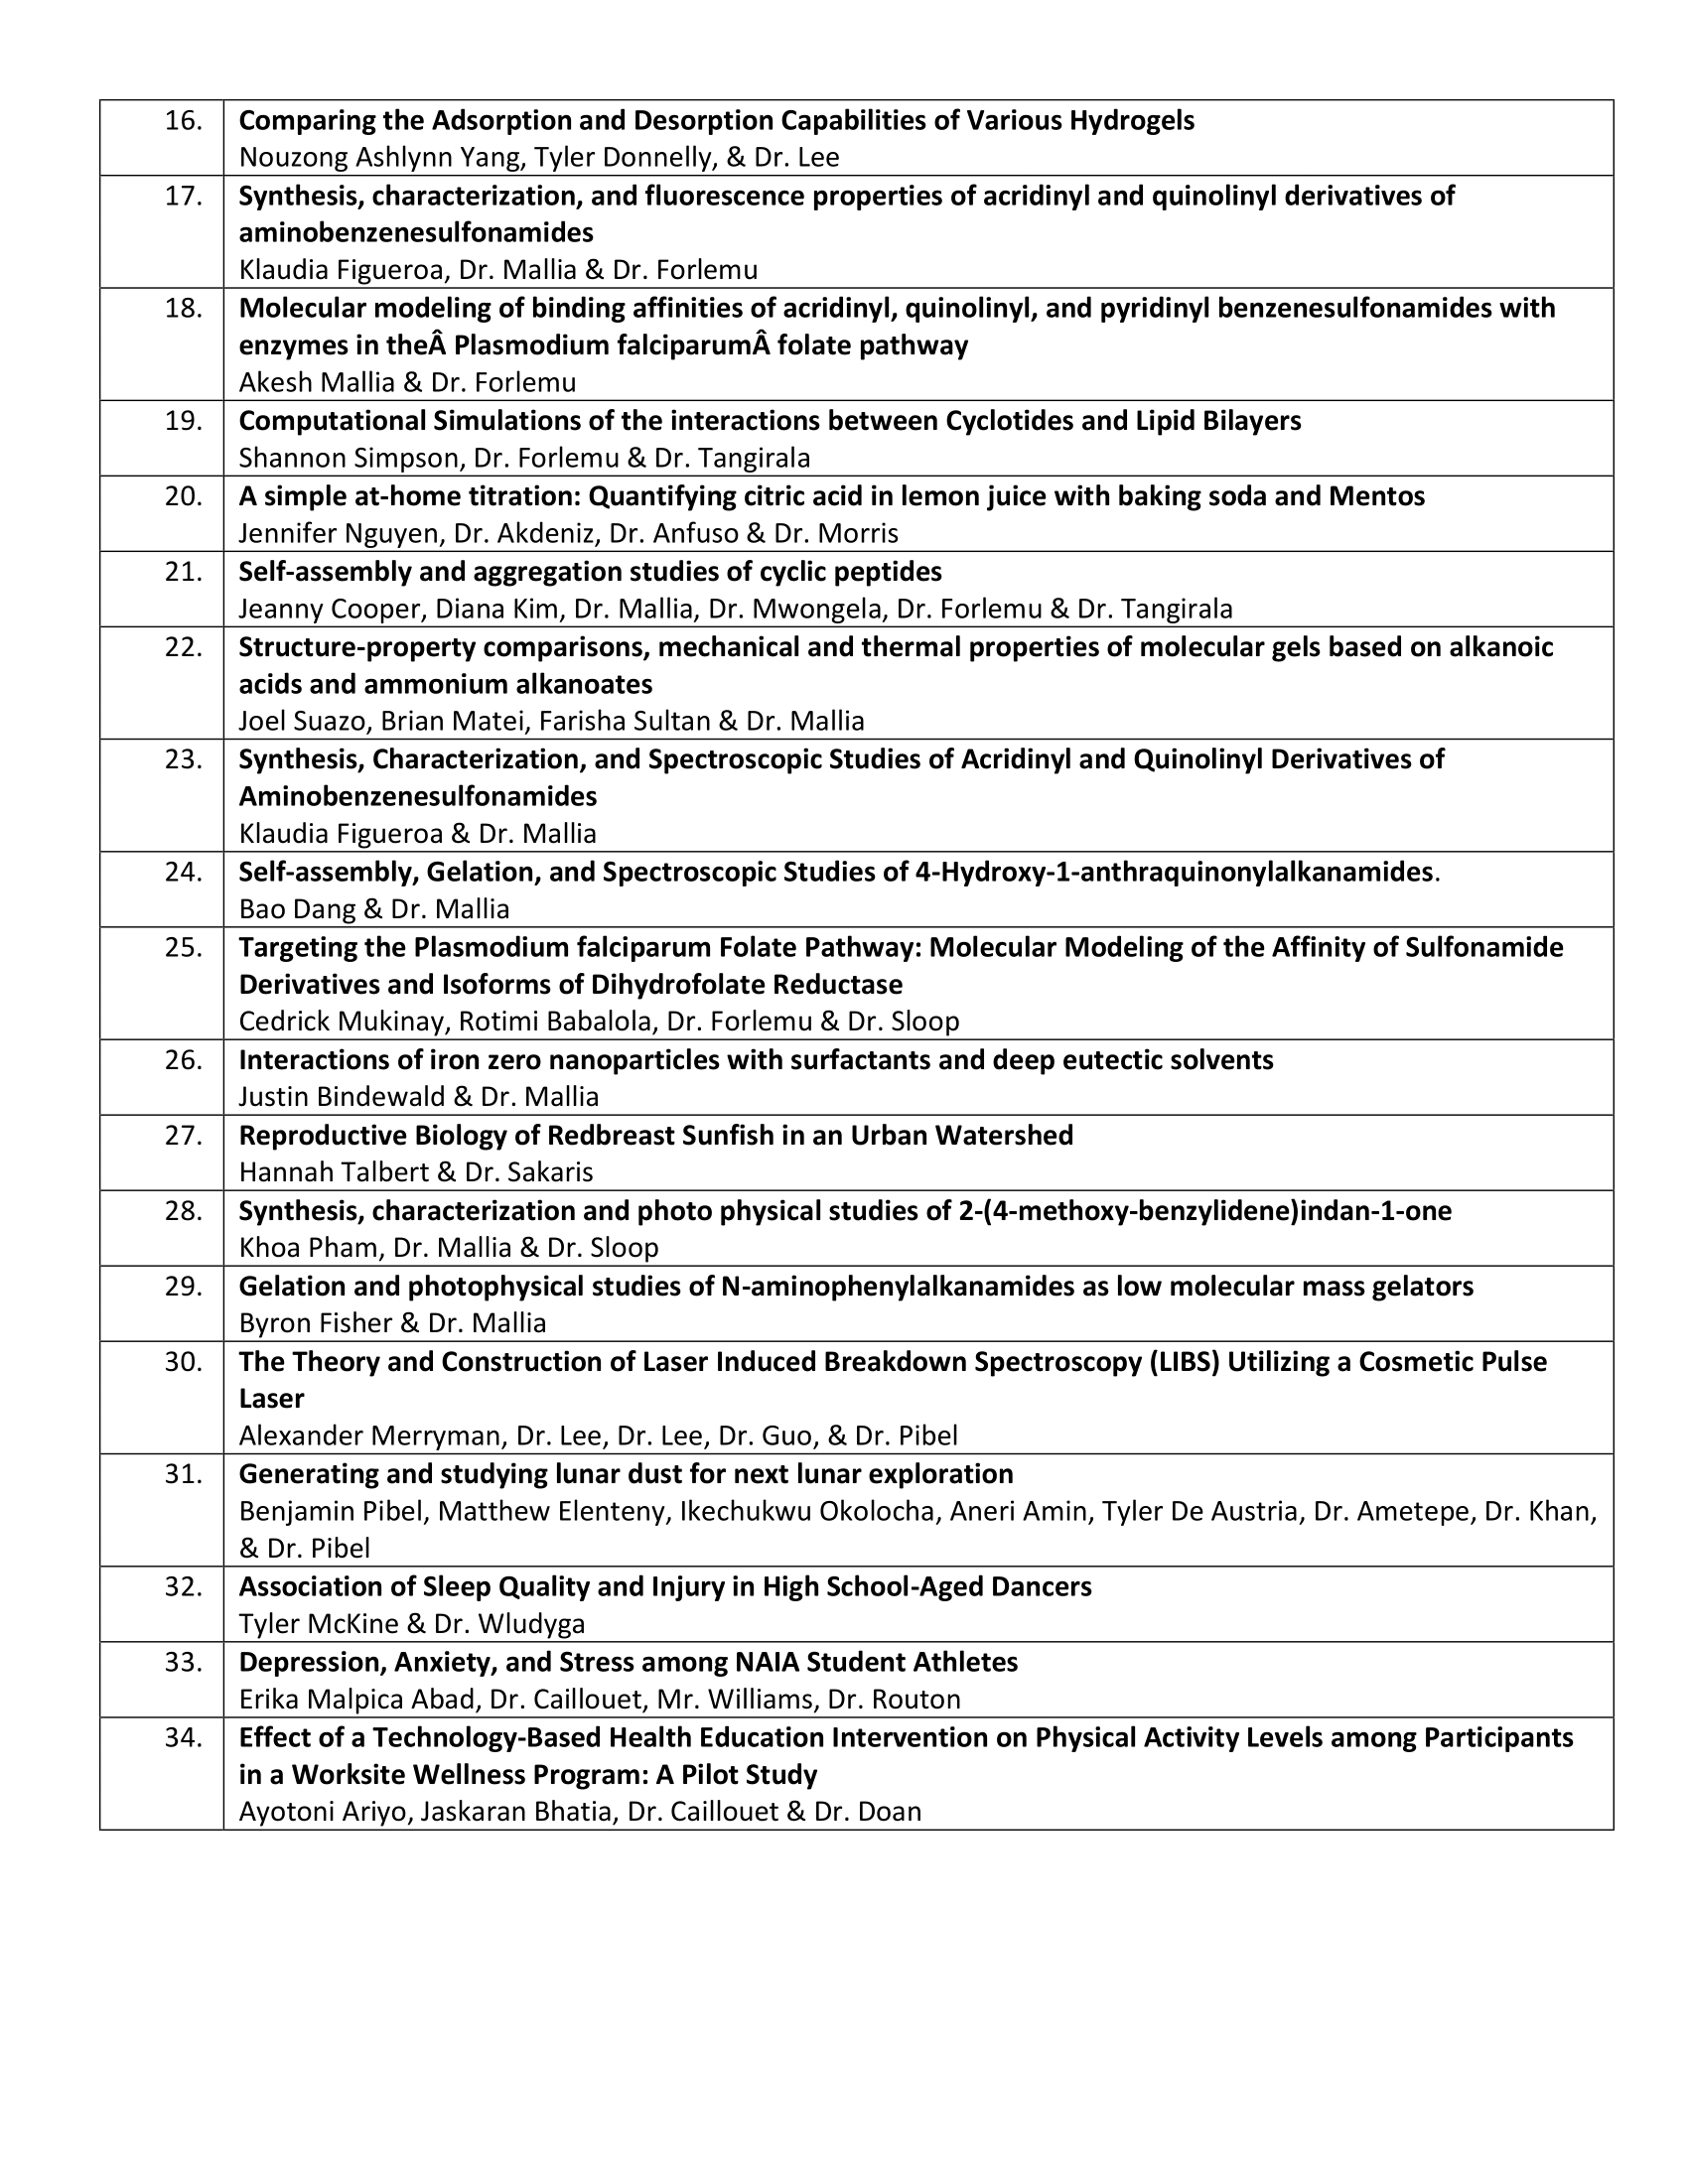 16. Comparing the Adsorption and Desorption Capabilities of Various Hydrogels
Nouzong Ashlynn Yang, Tyler Donnelly, & Dr. Lee
17. Synthesis, characterization, and fluorescence properties of acridinyl and quinolinyl derivatives of
aminobenzenesulfonamides
Klaudia Figueroa, Dr. Mallia & Dr. Forlemu
18. Molecular modeling of binding affinities of acridinyl, quinolinyl, and pyridinyl benzenesulfonamides with
enzymes in theÂ Plasmodium falciparumÂ folate pathway
Akesh Mallia & Dr. Forlemu
19. Computational Simulations of the interactions between Cyclotides and Lipid Bilayers
Shannon Simpson, Dr. Forlemu & Dr. Tangirala
20. A simple at-home titration: Quantifying citric acid in lemon juice with baking soda and Mentos
Jennifer Nguyen, Dr. Akdeniz, Dr. Anfuso & Dr. Morris
21. Self-assembly and aggregation studies of cyclic peptides
Jeanny Cooper, Diana Kim, Dr. Mallia, Dr. Mwongela, Dr. Forlemu & Dr. Tangirala
22. Structure-property comparisons, mechanical and thermal properties of molecular gels based on alkanoic
acids and ammonium alkanoates
Joel Suazo, Brian Matei, Farisha Sultan & Dr. Mallia
23. Synthesis, Characterization, and Spectroscopic Studies of Acridinyl and Quinolinyl Derivatives of
Aminobenzenesulfonamides
Klaudia Figueroa & Dr. Mallia
24. Self-assembly, Gelation, and Spectroscopic Studies of 4-Hydroxy-1-anthraquinonylalkanamides.
Bao Dang & Dr. Mallia
25. Targeting the Plasmodium falciparum Folate Pathway: Molecular Modeling of the Affinity of Sulfonamide
Derivatives and Isoforms of Dihydrofolate Reductase
Cedrick Mukinay, Rotimi Babalola, Dr. Forlemu & Dr. Sloop
26. Interactions of iron zero nanoparticles with surfactants and deep eutectic solvents
Justin Bindewald & Dr. Mallia
27. Reproductive Biology of Redbreast Sunfish in an Urban Watershed
Hannah Talbert & Dr. Sakaris
28. Synthesis, characterization and photo physical studies of 2-(4-methoxy-benzylidene)indan-1-one
Khoa Pham, Dr. Mallia & Dr. Sloop
29. Gelation and photophysical studies of N-aminophenylalkanamides as low molecular mass gelators
Byron Fisher & Dr. Mallia
30. The Theory and Construction of Laser Induced Breakdown Spectroscopy (LIBS) Utilizing a Cosmetic Pulse
Laser
Alexander Merryman, Dr. Lee, Dr. Lee, Dr. Guo, & Dr. Pibel
31. Generating and studying lunar dust for next lunar exploration
Benjamin Pibel, Matthew Elenteny, Ikechukwu Okolocha, Aneri Amin, Tyler De Austria, Dr. Ametepe, Dr. Khan,
& Dr. Pibel
32. Association of Sleep Quality and Injury in High School-Aged Dancers
Tyler McKine & Dr. Wludyga
33. Depression, Anxiety, and Stress among NAIA Student Athletes
Erika Malpica Abad, Dr. Caillouet, Mr. Williams, Dr. Routon
34. Effect of a Technology-Based Health Education Intervention on Physical Activity Levels among Participants
in a Worksite Wellness Program: A Pilot Study
Ayotoni Ariyo, Jaskaran Bhatia, Dr. Caillouet & Dr. Doan